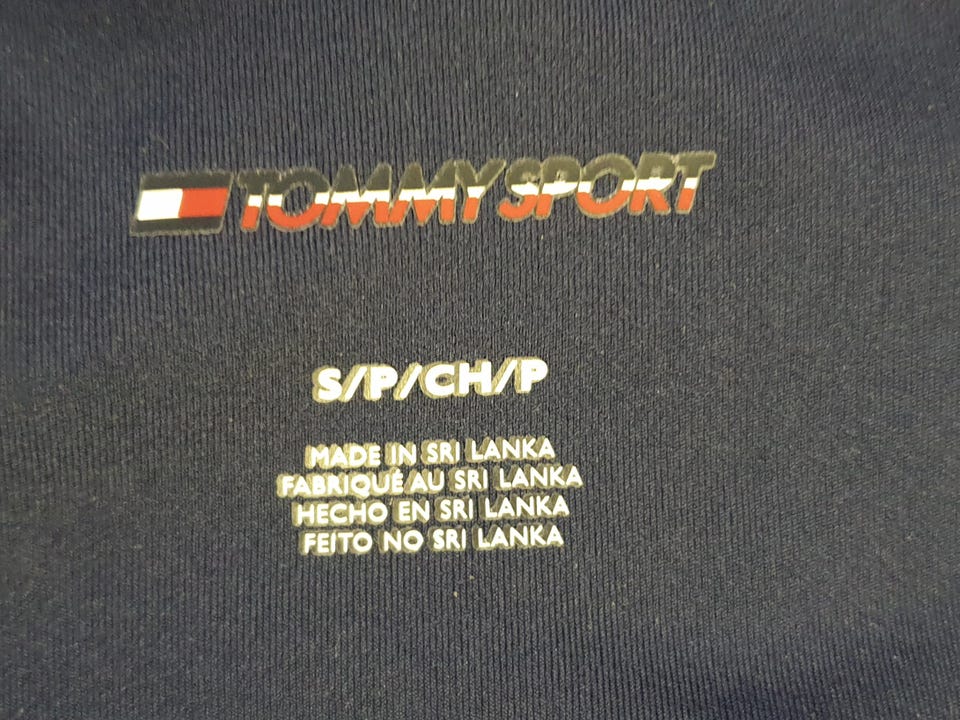 TOMMY SPORT
S/P/CH/P
MADE IN SRI LANKA
FABRIQUÉ AU SRI LANKA
HECHO EN SRI LANKA
FEITO NO SRI LANKA